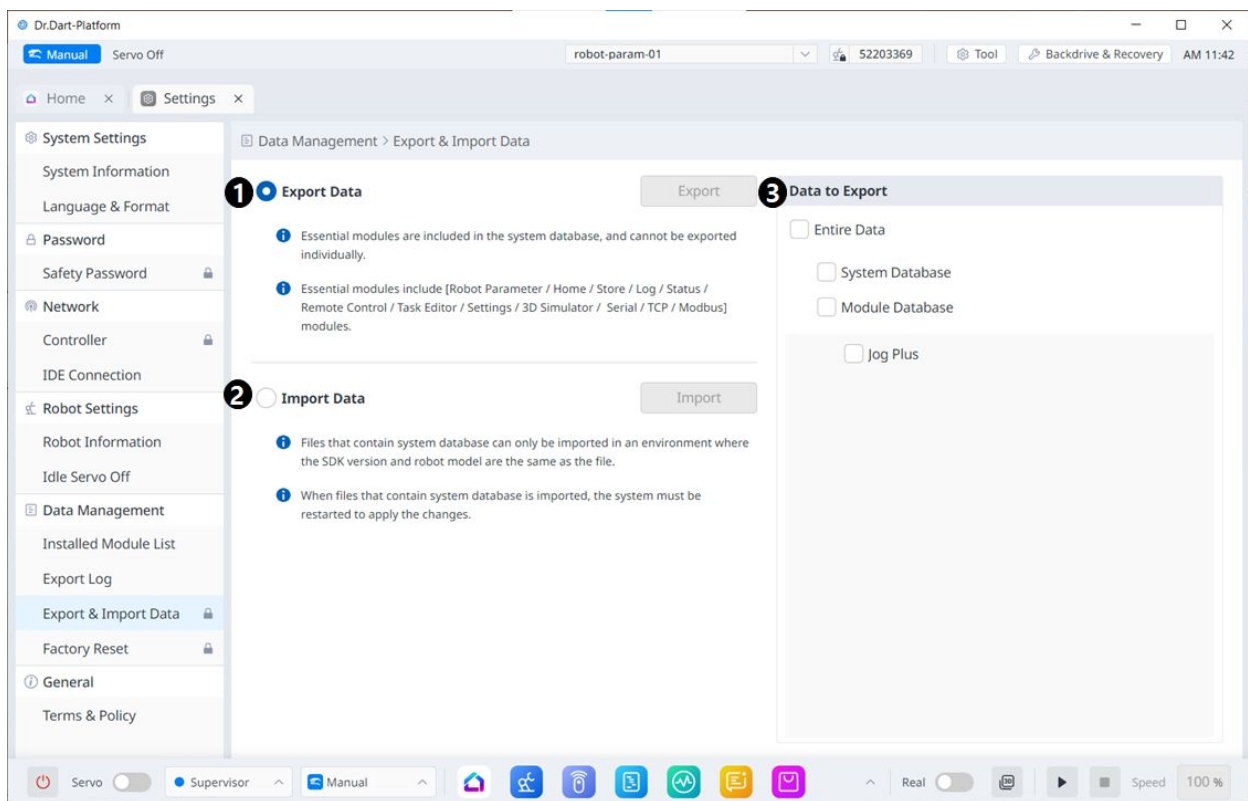 Dr.Dart-Platform
Manual Servo Off robot-param-01 52203369 Tool Backdrive & Recovery AM 11:42
Home Settings
System Settings
System Information
Language & Format
Password
Safety Password
Network
Controller
IDE Connection
Robot Settings
Robot Information
Idle Servo Off
Data Management
Installed Module List
Export Log
Export & Import Data
Factory Reset
General
Terms & Policy
Data Management > Export & Import Data
1 Export Data Export
Essential modules are included in the system database, and cannot be exported
individually.
Essential modules include [Robot Parameter / Home / Store / Log / Status /
Remote Control / Task Editor / Settings / 3D Simulator / Serial / TCP / Modbus]
modules.
2 Import Data Import
Files that contain system database can only be imported in an environment where
the SDK version and robot model are the same as the file.
When files that contain system database is imported, the system must be
restarted to apply the changes.
3 Data to Export
Entire Data
System Database
Module Database
Jog Plus
Servo Supervisor Manual Real 3D Speed 100 %